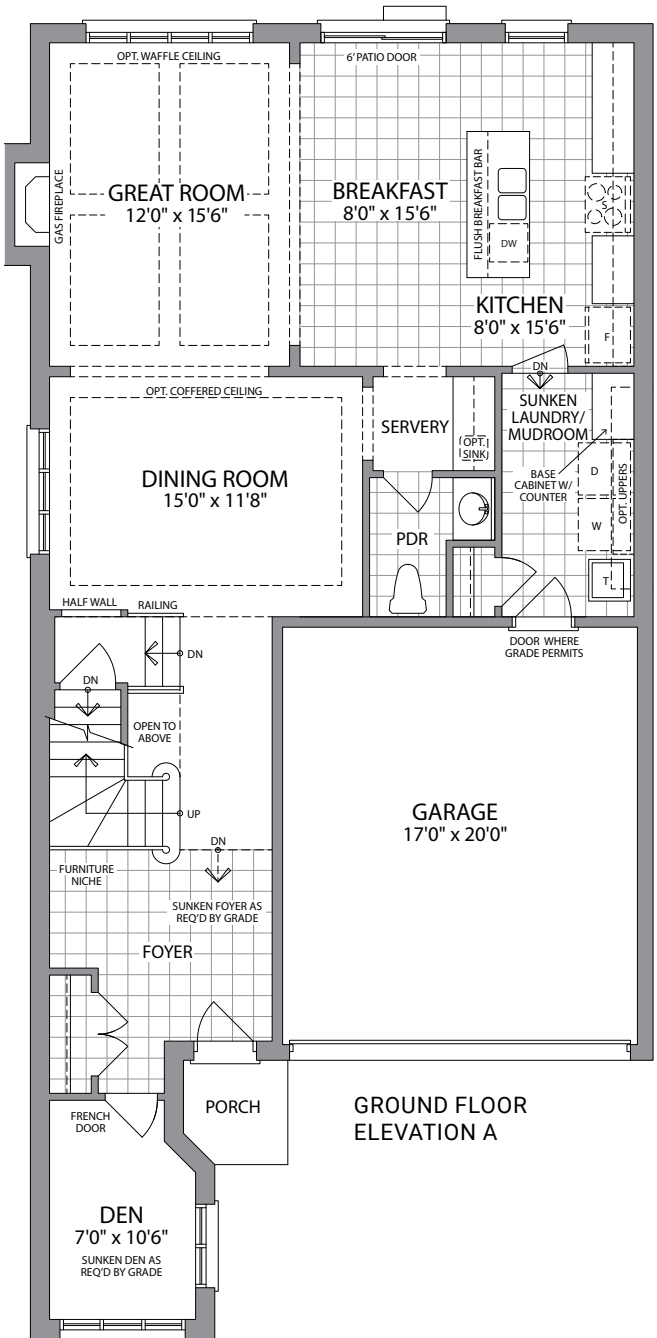 OPT. WAFFLE CEILING
6' PATIO DOOR
GAS FIREPLACE
GREAT ROOM
12'0" x 15'6"
BREAKFAST
8'0" x 15'6"
FLUSH BREAKFAST BAR
DW
S
KITCHEN
8'0" x 15'6"
F
DN
OPT. COFFERED CEILING
DINING ROOM
15'0" x 11'8"
SERVERY
OPT.
SINK
SUNKEN
LAUNDRY/
MUDROOM
BASE
CABINET W/
COUNTER
D
W
OPT. UPPERS
T
PDR
HALF WALL
RAILING
DN
DN
OPEN TO
ABOVE
UP
DOOR WHERE
GRADE PERMITS
GARAGE
17'0" x 20'0"
DN
FURNITURE
NICHE
SUNKEN FOYER AS
REQ'D BY GRADE
FOYER
PORCH
GROUND FLOOR
ELEVATION A
FRENCH
DOOR
DEN
7'0" x 10'6"
SUNKEN DEN AS
REQ'D BY GRADE